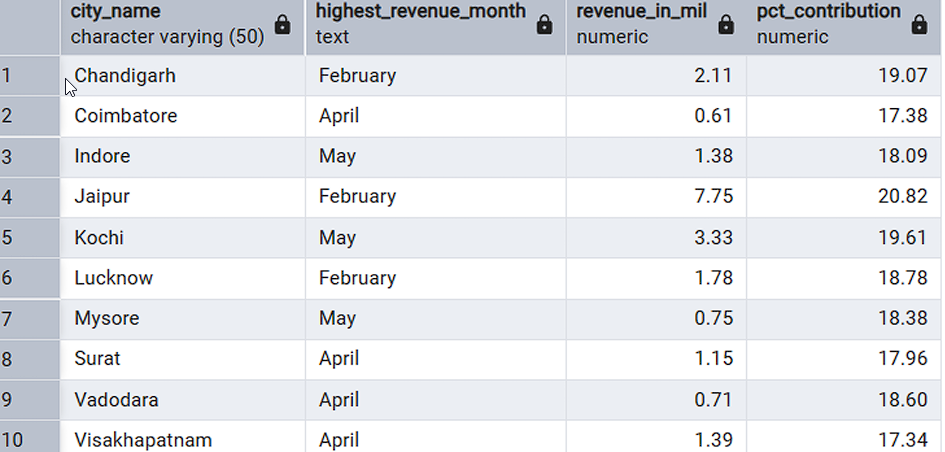 city_name highest_revenue_month revenue_in_mil pct_contribution
character varying (50) text numeric numeric
1 Chandigarh February 2.11 19.07
2 Coimbatore April 0.61 17.38
3 Indore May 1.38 18.09
4 Jaipur February 7.75 20.82
5 Kochi May 3.33 19.61
6 Lucknow February 1.78 18.78
7 Mysore May 0.75 18.38
8 Surat April 1.15 17.96
9 Vadodara April 0.71 18.60
10 Visakhapatnam April 1.39 17.34